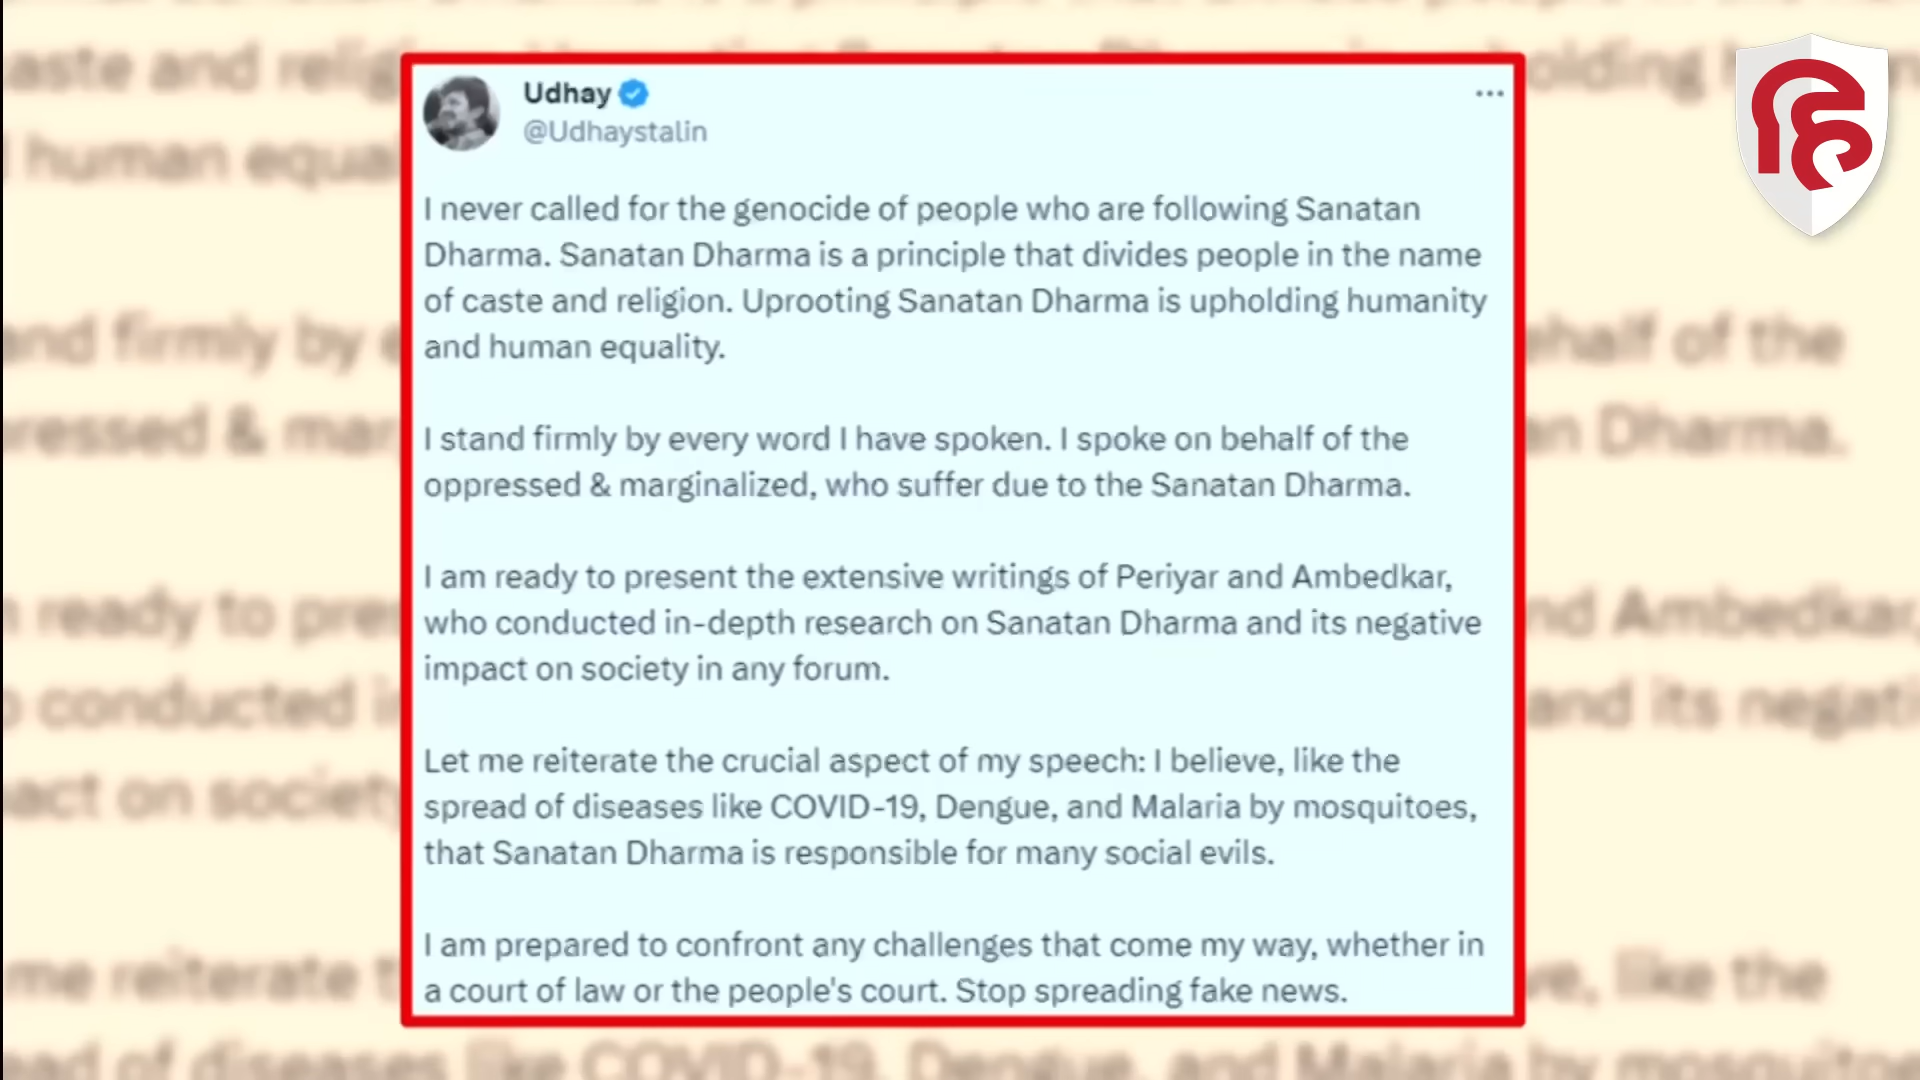 Udhay
@Udhaystalin
I never called for the genocide of people who are following Sanatan
Dharma. Sanatan Dharma is a principle that divides people in the name
of caste and religion. Uprooting Sanatan Dharma is upholding humanity
and human equality.
I stand firmly by every word I have spoken. I spoke on behalf of the
oppressed & marginalized, who suffer due to the Sanatan Dharma.
I am ready to present the extensive writings of Periyar and Ambedkar,
who conducted in-depth research on Sanatan Dharma and its negative
impact on society in any forum.
Let me reiterate the crucial aspect of my speech: I believe, like the
spread of diseases like COVID-19, Dengue, and Malaria by mosquitoes,
that Sanatan Dharma is responsible for many social evils.
I am prepared to confront any challenges that come my way, whether in
a court of law or the people's court. Stop spreading fake news.